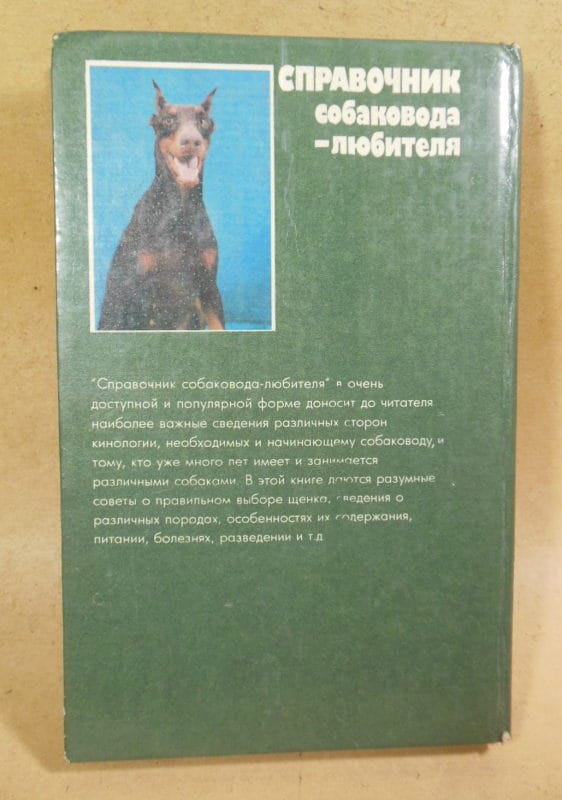 СПРАВОЧНИК
собаковода
-любителя
"Справочник собаковода-любителя" в очень
доступной и популярной форме доносит до читателя
наиболее важные сведения различных сторон
кинологии, необходимых и начинающему собаководу, и
тому, кто уже много лет имеет и занимается
различными собаками. В этой книге даются разумные
советы о правильном выборе щенка, сведения о
различных породах, особенностях их содержания,
питании, болезнях, разведении и т.д